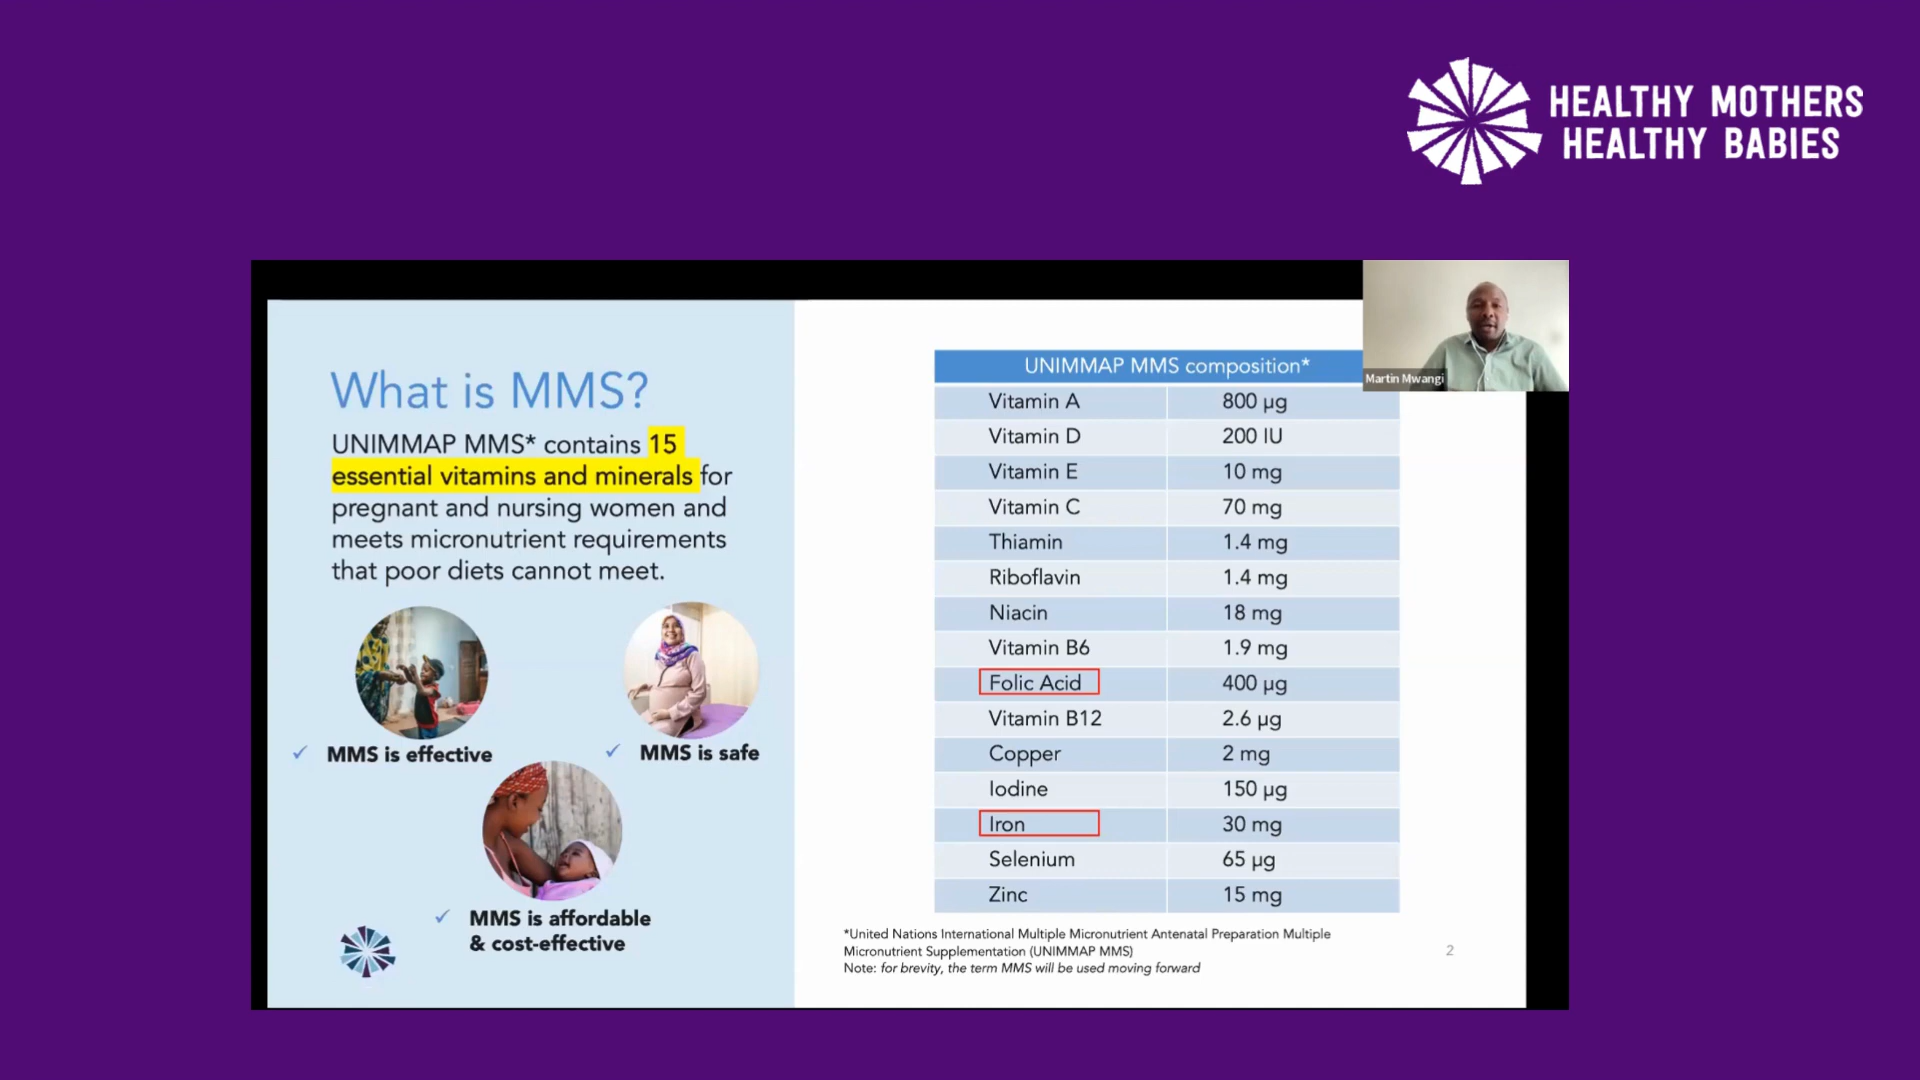 HEALTHY MOTHERS
HEALTHY BABIES
What is MMS?
UNIMMAP MMS* contains 15
essential vitamins and minerals for
pregnant and nursing women and
meets micronutrient requirements
that poor diets cannot meet.
✓ MMS is effective
✓ MMS is safe
✓ MMS is affordable
& cost-effective
UNIMMAP MMS composition*
Vitamin A 800 µg
Vitamin D 200 IU
Vitamin E 10 mg
Vitamin C 70 mg
Thiamin 1.4 mg
Riboflavin 1.4 mg
Niacin 18 mg
Vitamin B6 1.9 mg
Folic Acid 400 µg
Vitamin B12 2.6 µg
Copper 2 mg
Iodine 150 µg
Iron 30 mg
Selenium 65 µg
Zinc 15 mg
*United Nations International Multiple Micronutrient Antenatal Preparation Multiple
Micronutrient Supplementation (UNIMMAP MMS)
Note: for brevity, the term MMS will be used moving forward
2
Martin Mwangi